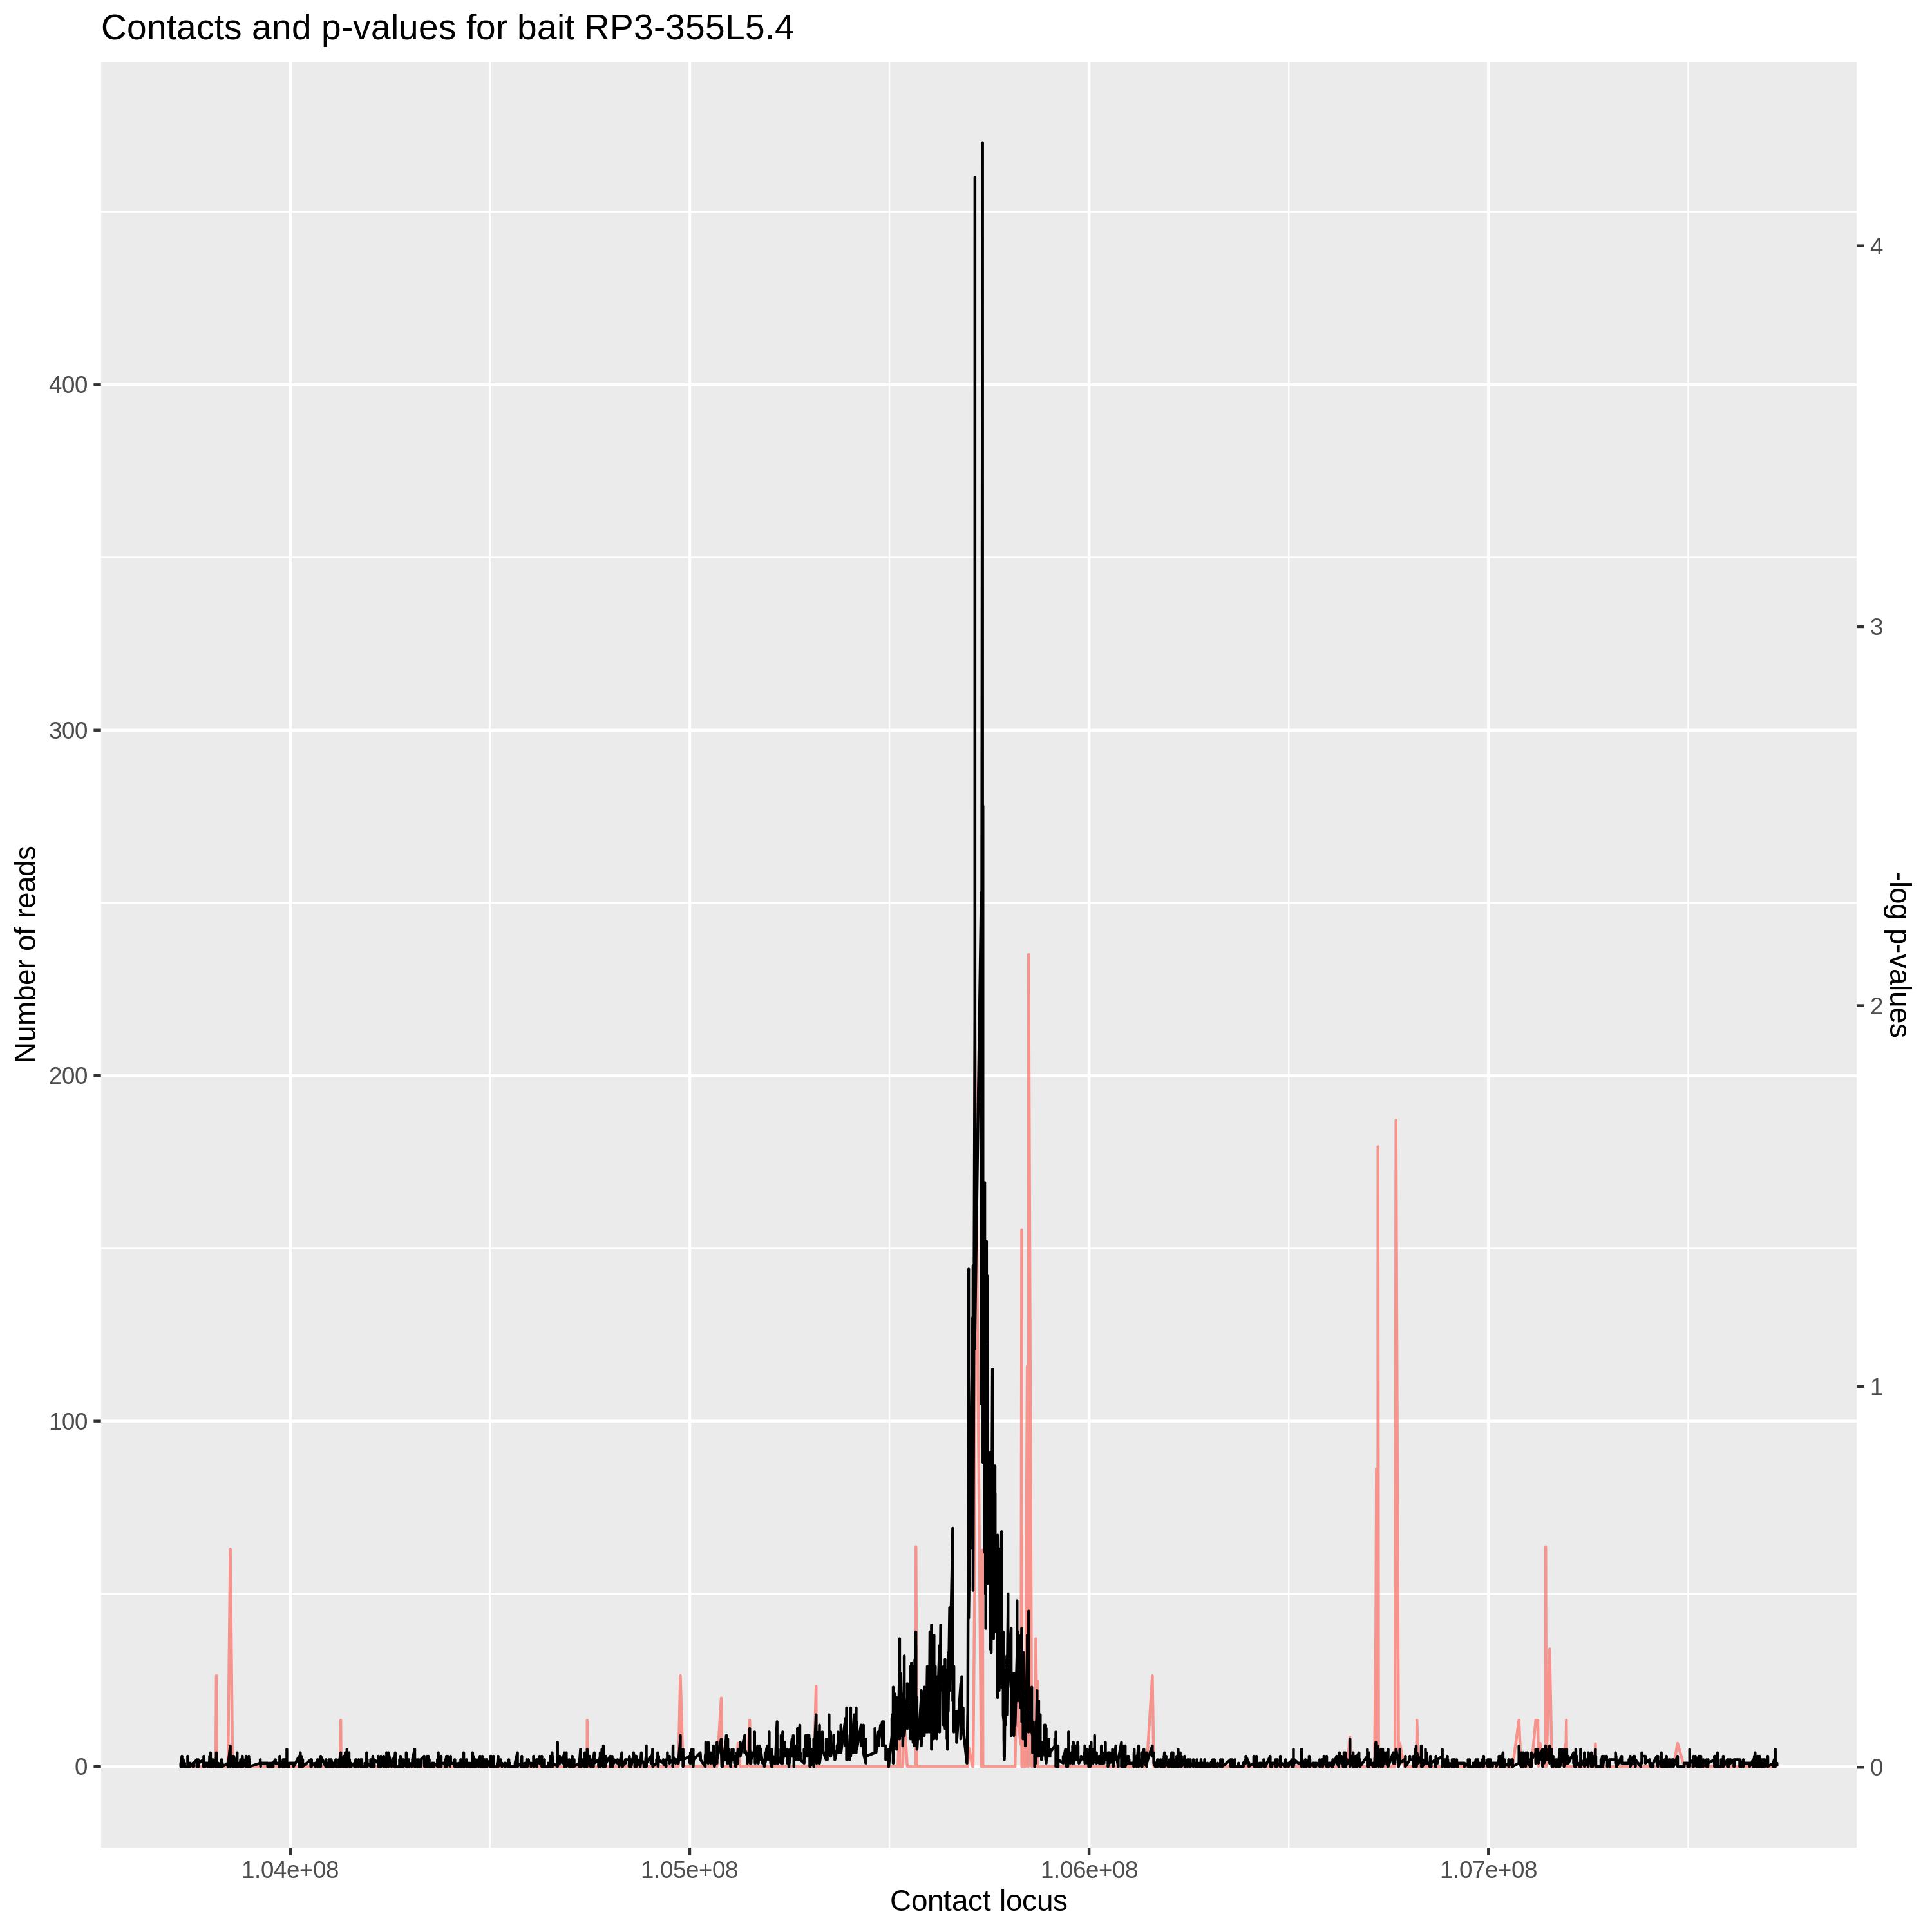 Contacts and p-values for bait RP3-355L5.4
Number of reads
400
300
200
100
0
4
3
2
1
0
-log p-values
1.04e+08 1.05e+08 1.06e+08 1.07e+08
Contact locus